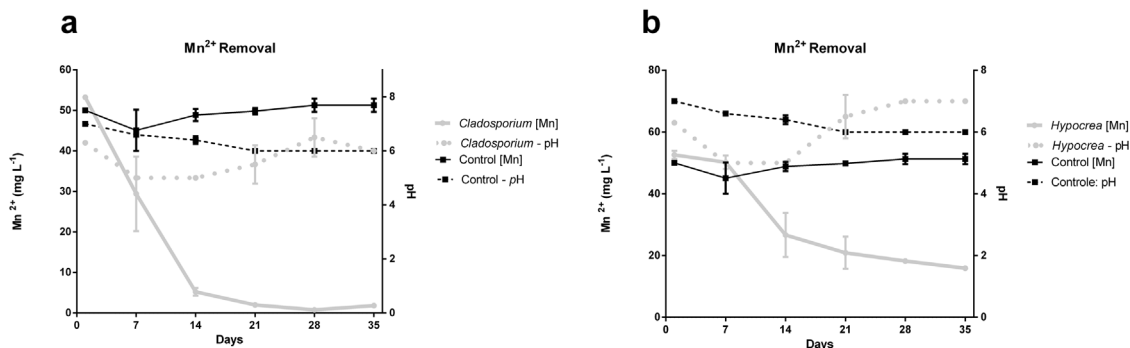 a
Mn2+ Removal
60
50
40
30
20
10
0
Mn 2+ (mg L-1)
8
6
4
2
0
pH
0 7 14 21 28 35
Days
Cladosporium [Mn]
Cladosporium - pH
Control [Mn]
Control - pH
b
Mn2+ Removal
80
60
40
20
0
Mn 2+ (mg L-1)
8
6
4
2
0
pH
0 7 14 21 28 35
Days
Hypocrea [Mn]
Hypocrea - pH
Control [Mn]
Controle: pH